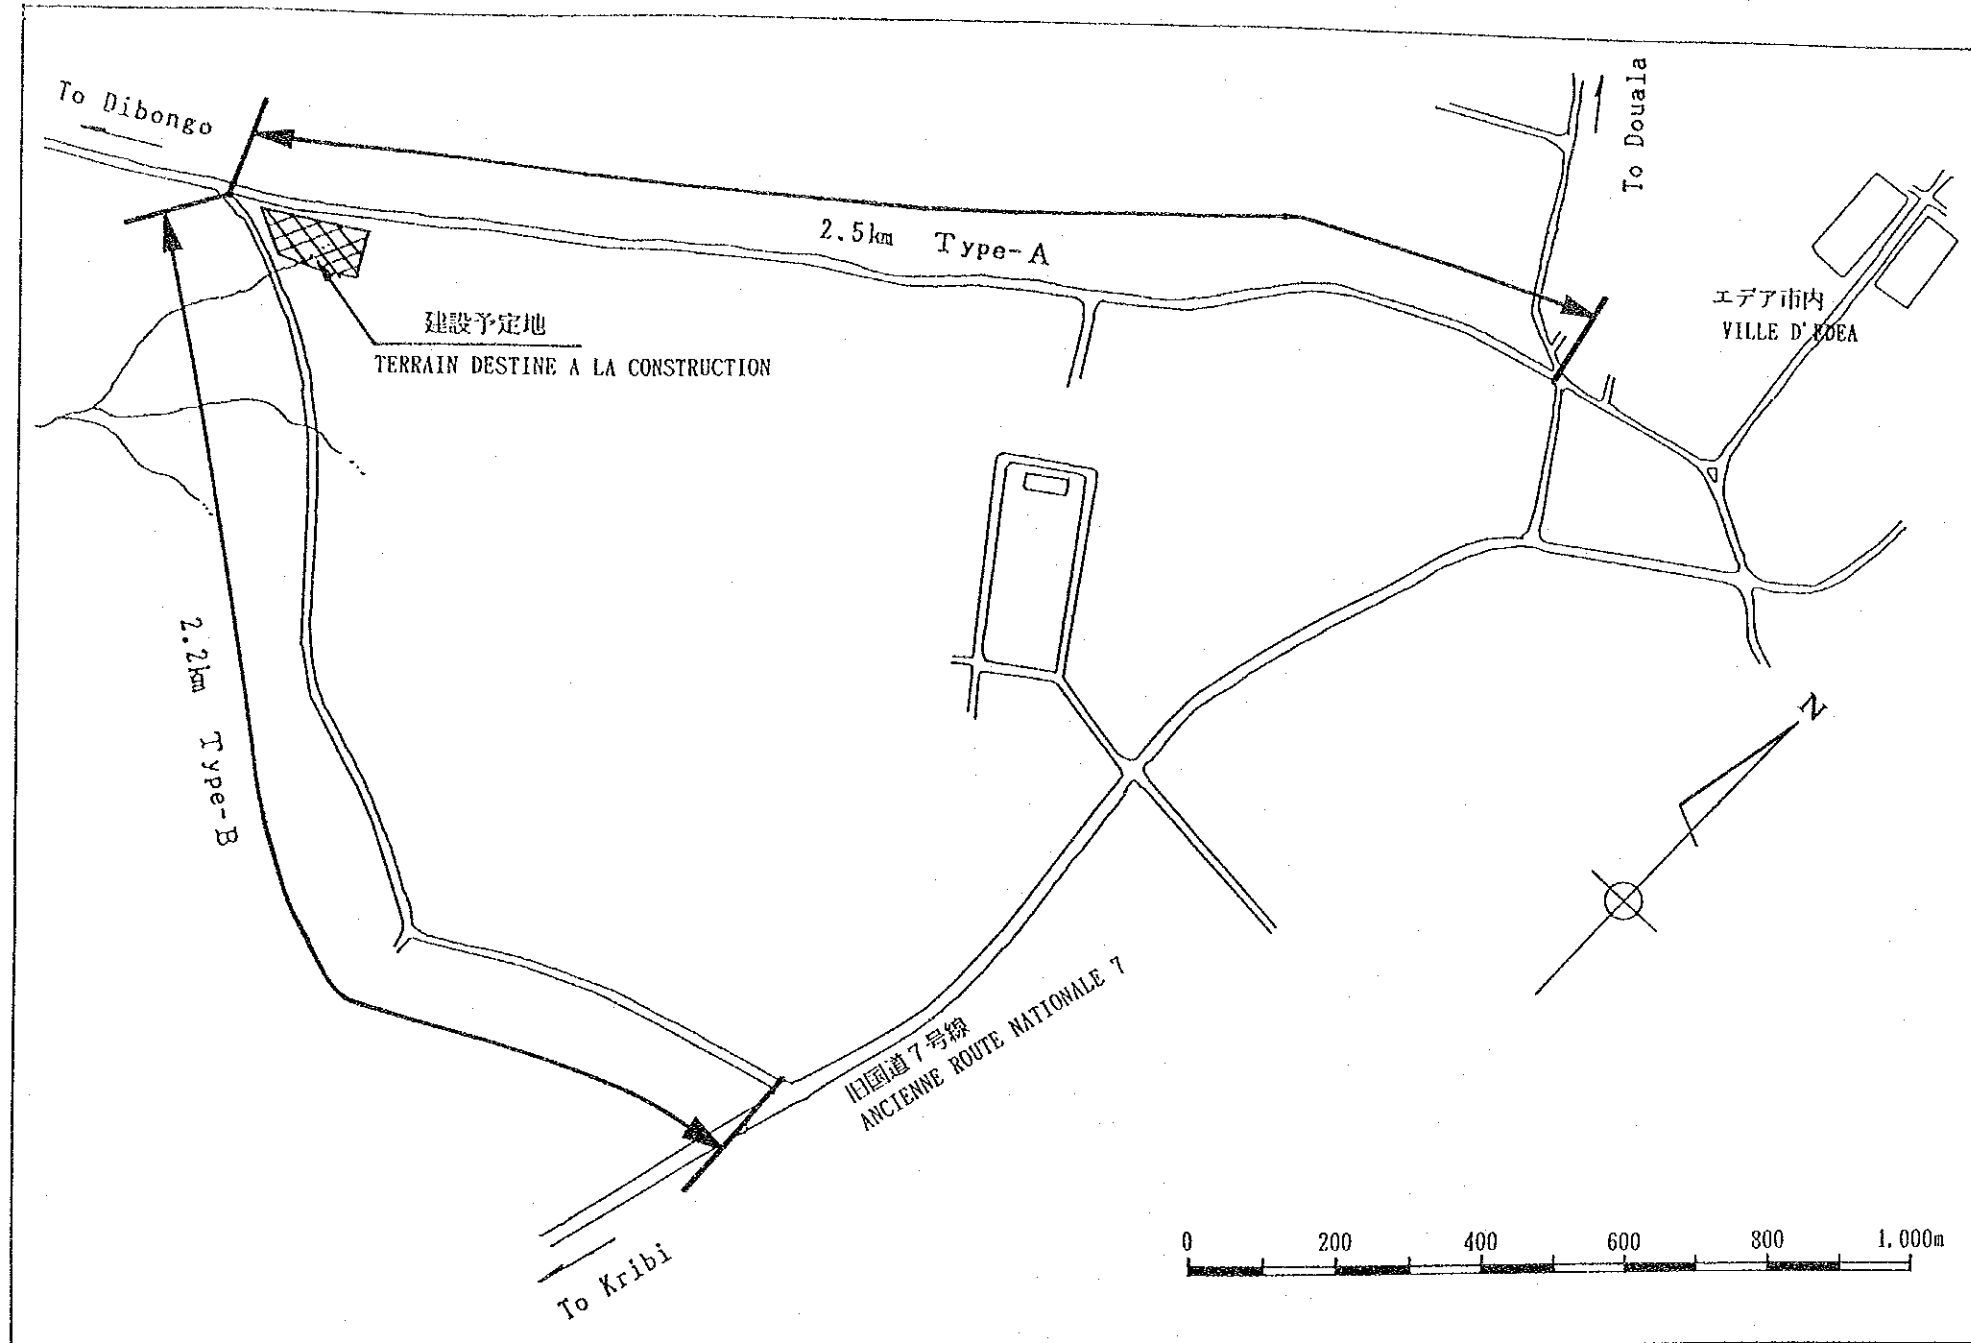 To Dibongo
To Douala
2.5km Type-A
エデア市内
VILLE D'EDEA
建設予定地
TERRAIN DESTINE A LA CONSTRUCTION
2.2km Type-B
N
旧国道7号線
ANCIENNE ROUTE NATIONALE 7
To Kribi
0 200 400 600 800 1,000m